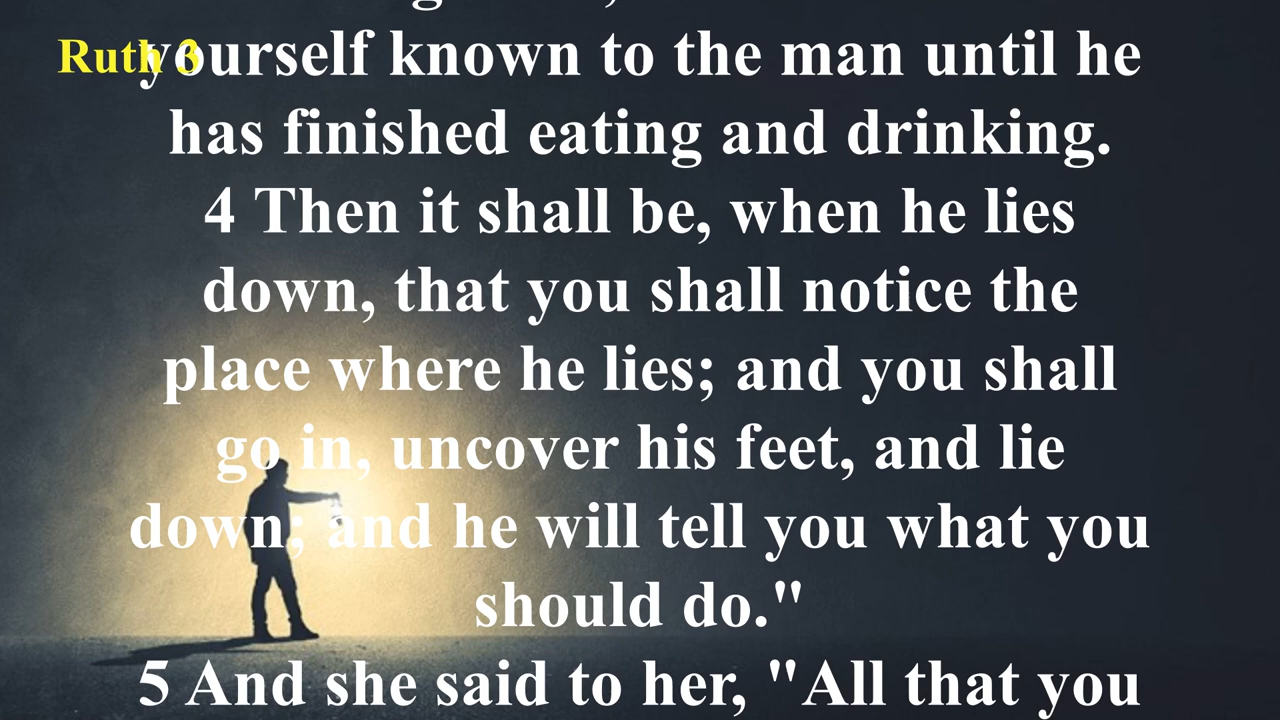 Ruth 3
yourself known to the man until he
has finished eating and drinking.
4 Then it shall be, when he lies
down, that you shall notice the
place where he lies; and you shall
go in, uncover his feet, and lie
down; and he will tell you what you
should do."
5 And she said to her, "All that you